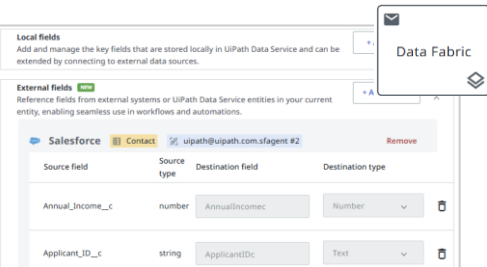 Data Fabric
Local fields
Add and manage the key fields that are stored locally in UiPath Data Service and can be
extended by connecting to external data sources.
External fields NEW
Reference fields from external systems or UiPath Data Service entities in your current
entity, enabling seamless use in workflows and automations.
Salesforce Contact uipath@uipath.com.sfagent #2 Remove
Source field Source type Destination field Destination type
Annual_Income__c number AnnualIncomec Number
Applicant_ID__c string ApplicantIDc Text